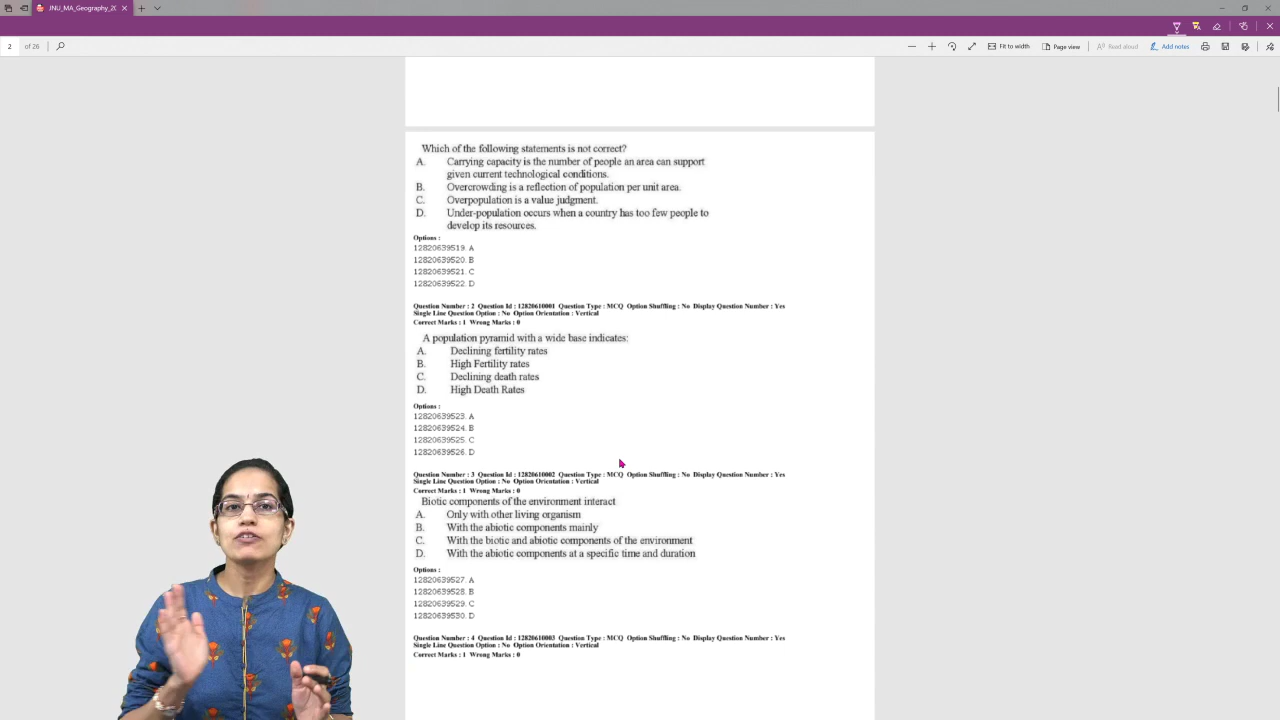 JNU_MA_Geography_2C
2 of 26
Fit to width
Page view
Read aloud
Add notes
Which of the following statements is not correct?
A. Carrying capacity is the number of people an area can support
given current technological conditions.
B. Overcrowding is a reflection of population per unit area.
C. Overpopulation is a value judgment.
D. Under-population occurs when a country has too few people to
develop its resources.
Options :
12820639519. A
12820639520. B
12820639521. C
12820639522. D
Question Number : 2 Question Id : 12820610001 Question Type : MCQ Option Shuffling : No Display Question Number : Yes
Single Line Question Option : No Option Orientation : Vertical
Correct Marks : 1 Wrong Marks : 0
A population pyramid with a wide base indicates:
A. Declining fertility rates
B. High Fertility rates
C. Declining death rates
D. High Death Rates
Options :
12820639523. A
12820639524. B
12820639525. C
12820639526. D
Question Number : 3 Question Id : 12820610002 Question Type : MCQ Option Shuffling : No Display Question Number : Yes
Single Line Question Option : No Option Orientation : Vertical
Correct Marks : 1 Wrong Marks : 0
Biotic components of the environment interact
A. Only with other living organism
B. With the abiotic components mainly
C. With the biotic and abiotic components of the environment
D. With the abiotic components at a specific time and duration
Options :
12820639527. A
12820639528. B
12820639529. C
12820639530. D
Question Number : 4 Question Id : 12820610003 Question Type : MCQ Option Shuffling : No Display Question Number : Yes
Single Line Question Option : No Option Orientation : Vertical
Correct Marks : 1 Wrong Marks : 0